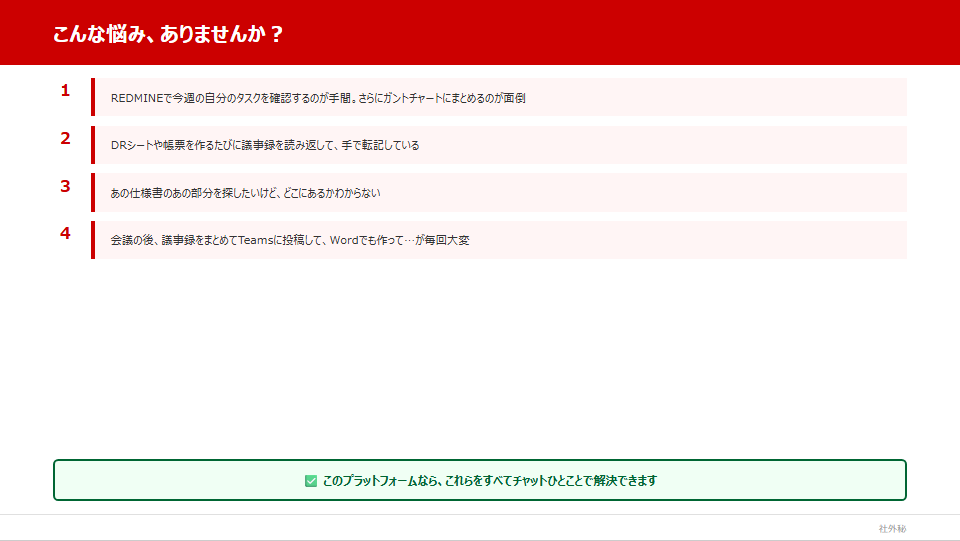 こんな悩み、ありませんか？
1 REDMINEで今週の自分のタスクを確認するのが手間。さらにガントチャートにまとめるのが面倒
2 DRシートや帳票を作るたびに議事録を読み返して、手で転記している
3 あの仕様書のあの部分を探したいけど、どこにあるかわからない
4 会議の後、議事録をまとめてTeamsに投稿して、Wordでも作って…が毎回大変
✅ このプラットフォームなら、これらをすべてチャットひとことで解決できます
社外秘